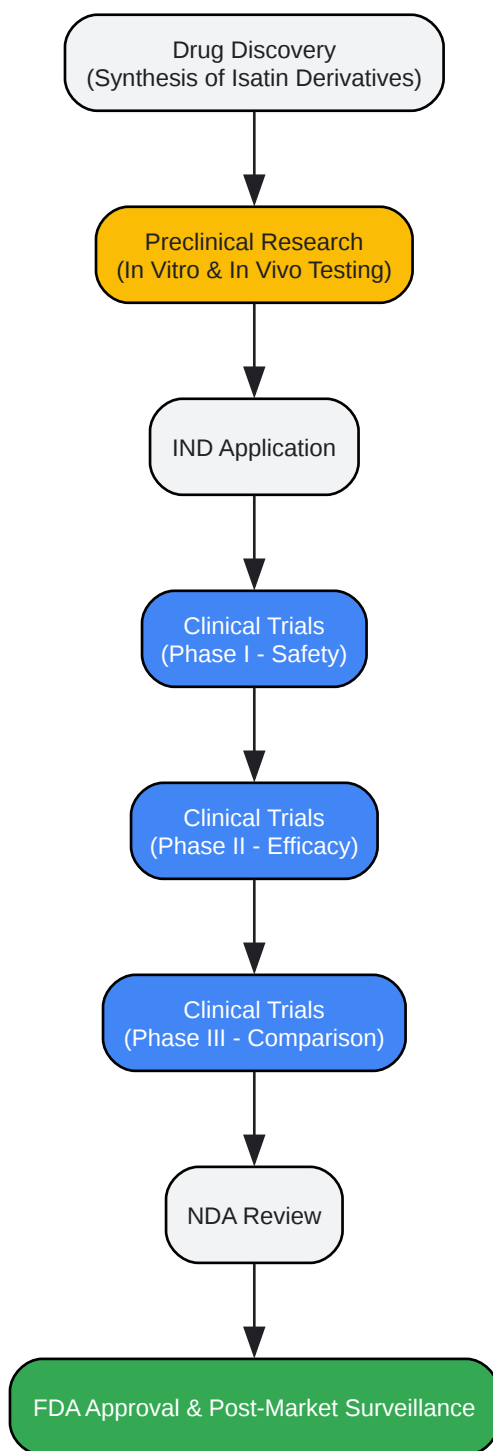 Drug Discovery
(Synthesis of Isatin Derivatives)
Preclinical Research
(In Vitro & In Vivo Testing)
IND Application
Clinical Trials
(Phase I - Safety)
Clinical Trials
(Phase II - Efficacy)
Clinical Trials
(Phase III - Comparison)
NDA Review
FDA Approval & Post-Market Surveillance